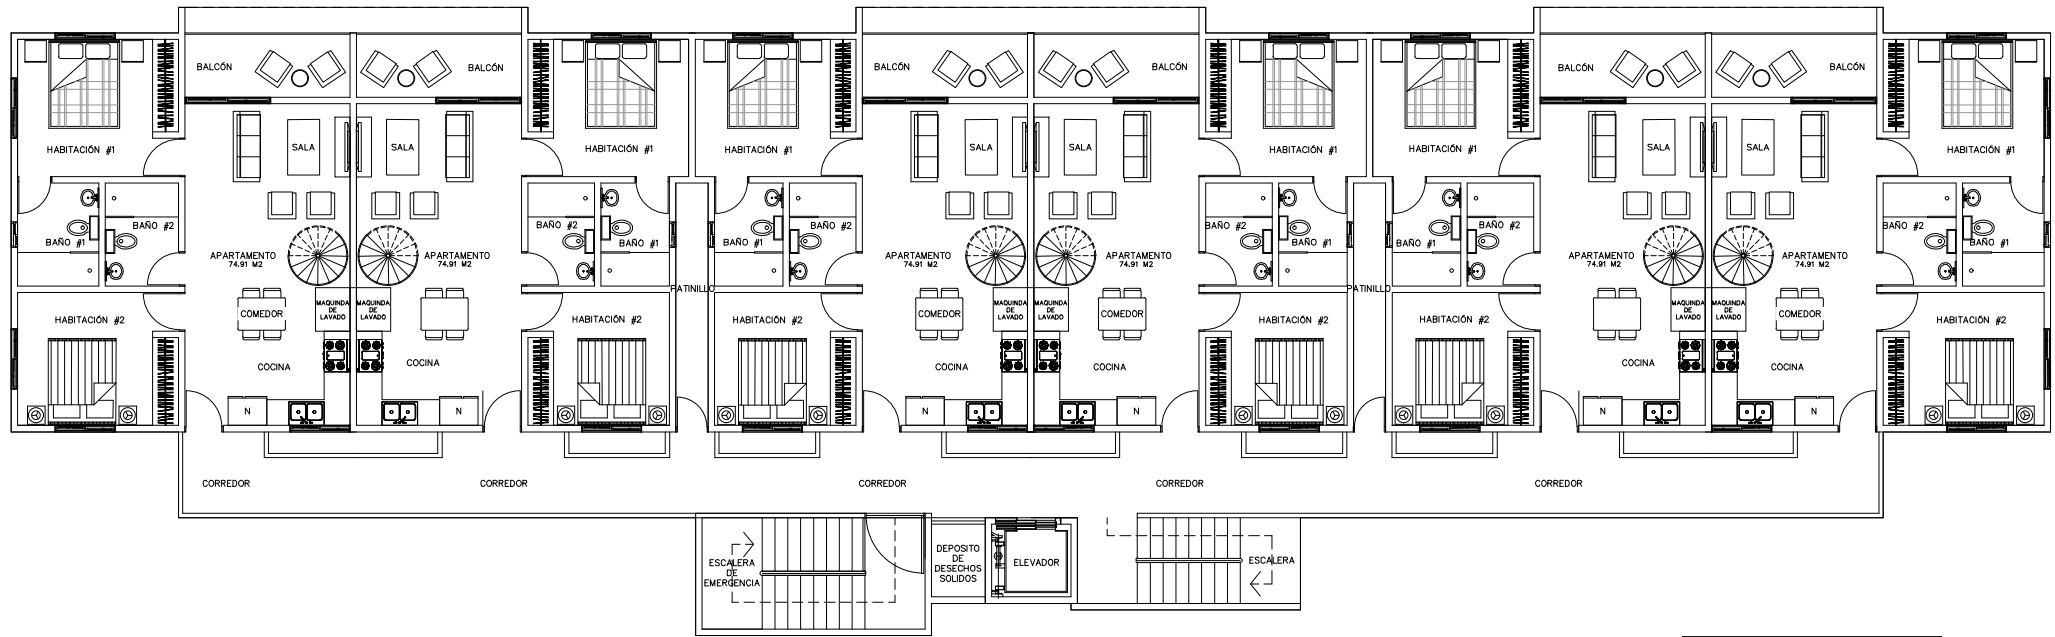 BALCÓN
BALCÓN
BALCÓN
BALCÓN
BALCÓN
BALCÓN
HABITACIÓN #1
SALA
SALA
HABITACIÓN #1
HABITACIÓN #1
SALA
SALA
HABITACIÓN #1
HABITACIÓN #1
SALA
SALA
HABITACIÓN #1
BAÑO #1
BAÑO #2
BAÑO #2
BAÑO #1
BAÑO #1
BAÑO #2
BAÑO #2
BAÑO #1
BAÑO #1
BAÑO #2
BAÑO #2
BAÑO #1
APARTAMENTO
74.91 M2
APARTAMENTO
74.91 M2
APARTAMENTO
74.91 M2
APARTAMENTO
74.91 M2
APARTAMENTO
74.91 M2
APARTAMENTO
74.91 M2
PATINILLO
PATINILLO
HABITACIÓN #2
COMEDOR
MAQUINDA
DE
LAVADO
MAQUINDA
DE
LAVADO
HABITACIÓN #2
HABITACIÓN #2
COMEDOR
MAQUINDA
DE
LAVADO
MAQUINDA
DE
LAVADO
COMEDOR
HABITACIÓN #2
HABITACIÓN #2
MAQUINDA
DE
LAVADO
MAQUINDA
DE
LAVADO
COMEDOR
HABITACIÓN #2
COCINA
COCINA
COCINA
COCINA
COCINA
COCINA
N
N
N
N
N
N
CORREDOR
CORREDOR
CORREDOR
CORREDOR
CORREDOR
ESCALERA
DE
EMERGENCIA
DEPOSITO
DE
DESECHOS
SOLIDOS
ELEVADOR
ESCALERA